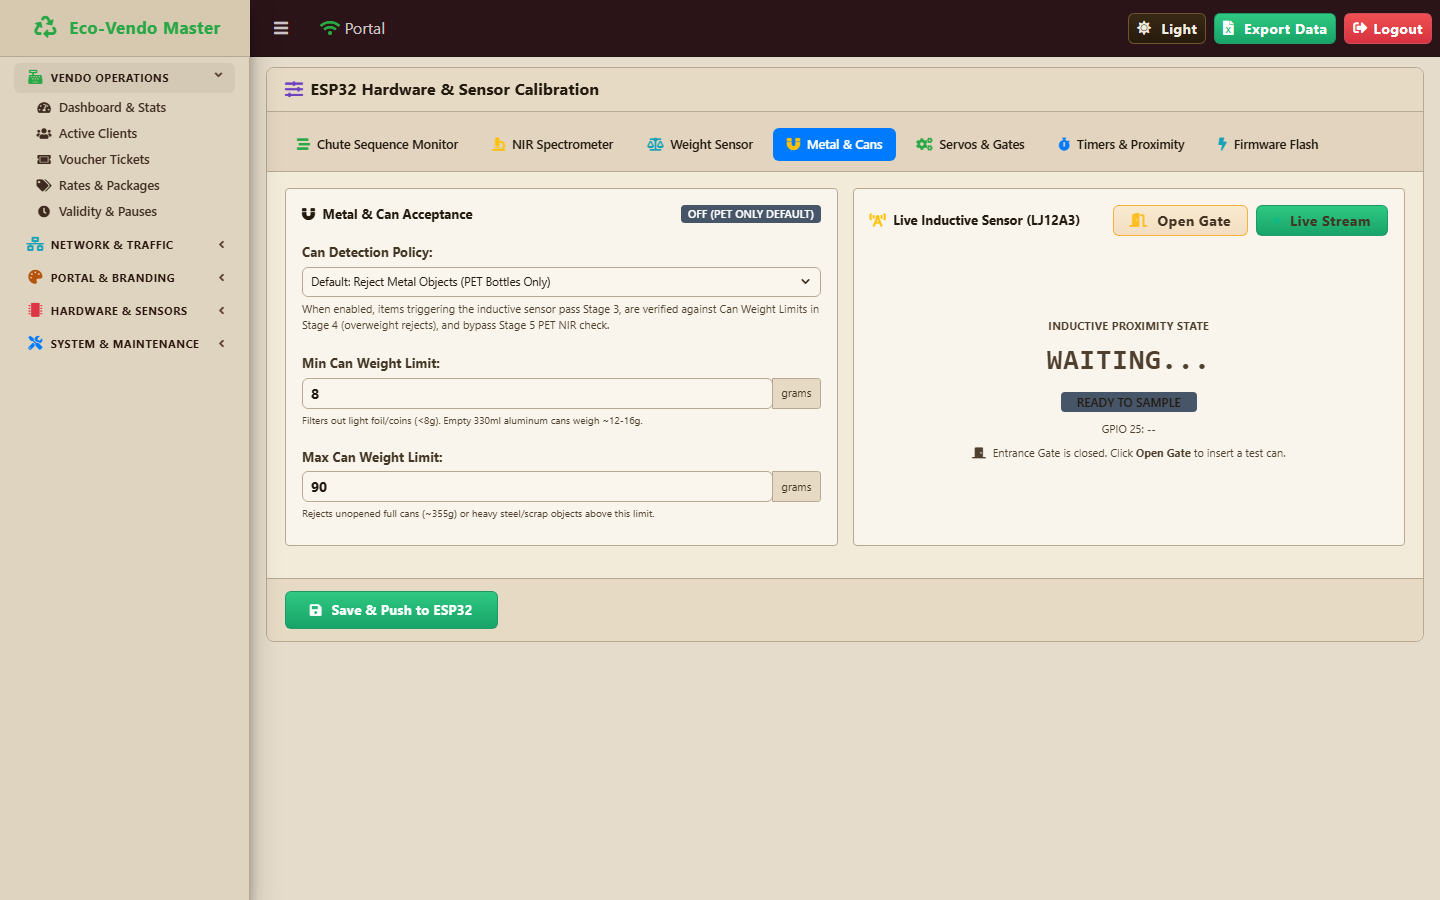 Eco-Vendo Master
Portal
Light
Export Data
Logout
VENDO OPERATIONS
Dashboard & Stats
Active Clients
Voucher Tickets
Rates & Packages
Validity & Pauses
NETWORK & TRAFFIC
PORTAL & BRANDING
HARDWARE & SENSORS
SYSTEM & MAINTENANCE
ESP32 Hardware & Sensor Calibration
Chute Sequence Monitor
NIR Spectrometer
Weight Sensor
Metal & Cans
Servos & Gates
Timers & Proximity
Firmware Flash
Metal & Can Acceptance
OFF (PET ONLY DEFAULT)
Can Detection Policy:
Default: Reject Metal Objects (PET Bottles Only)
When enabled, items triggering the inductive sensor pass Stage 3, are verified against Can Weight Limits in
Stage 4 (overweight rejects), and bypass Stage 5 PET NIR check.
Min Can Weight Limit:
8
grams
Filters out light foil/coins (<8g). Empty 330ml aluminum cans weigh ~12-16g.
Max Can Weight Limit:
90
grams
Rejects unopened full cans (~355g) or heavy steel/scrap objects above this limit.
Live Inductive Sensor (LJ12A3)
Open Gate
Live Stream
INDUCTIVE PROXIMITY STATE
WAITING...
READY TO SAMPLE
GPIO 25: --
Entrance Gate is closed. Click Open Gate to insert a test can.
Save & Push to ESP32